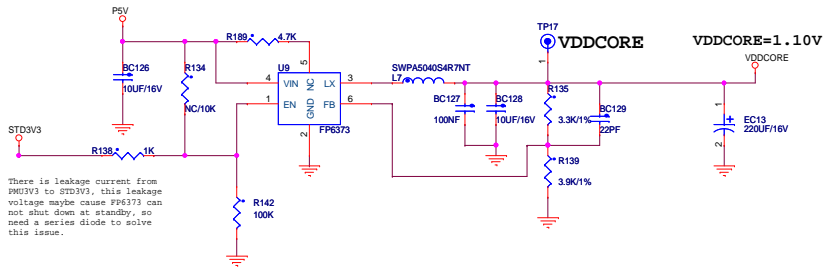 P5V
TP17
R189
4.7K
VDDCORE
VDDCORE=1.10V
BC126
10UF/16V
R134
NC/10K
U9
5
4
VIN
NC
LX
3
1
EN
GND
FB
6
2
FP6373
SWPA5040S4R7NT
L7
1
VDDCORE
BC127
100NF
BC128
10UF/16V
R135
3.3K/1%
BC129
22PF
1
EC13
220UF/16V
2
STD3V3
R138
1K
R139
3.9K/1%
R142
100K
There is leakage current from
PMU3V3 to STD3V3, this leakage
voltage maybe cause FP6373 can
not shut down at standby, so
need a series diode to solve
this issue.